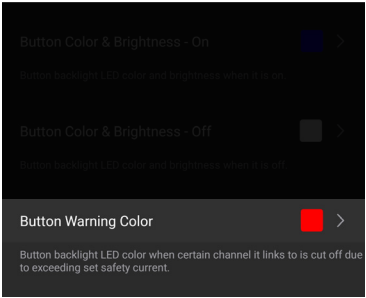 Button Color & Brightness - On
Button backlight LED color and brightness when it is on.
Button Color & Brightness - Off
Button backlight LED color and brightness when it is off
Button Warning Color
Button backlight LED color when certain channel it links to is cut off due
to exceeding set safety current.